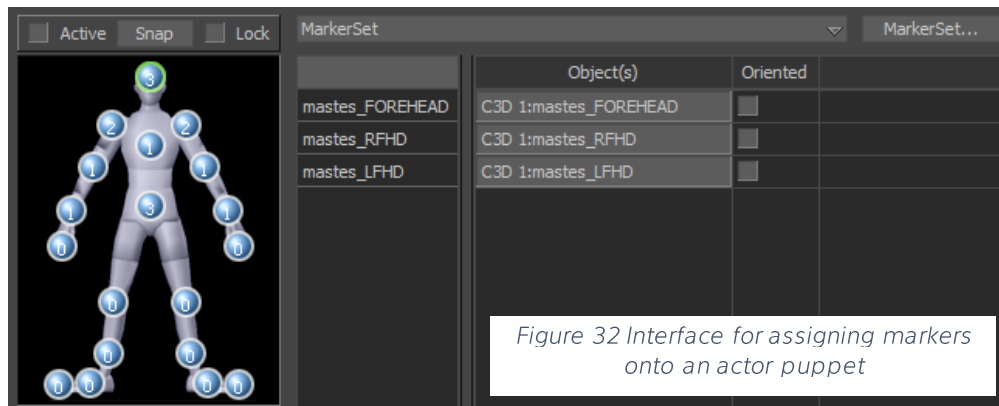 Active Snap Lock MarkerSet MarkerSet...
Object(s) Oriented
mastes_FOREHEAD C3D 1:mastes_FOREHEAD
mastes_RFHD C3D 1:mastes_RFHD
mastes_LFHD C3D 1:mastes_LFHD
3
2 2
1
1 1
3
1 1
0 0
0 0
0 0
0 0 0 0
Figure 32 Interface for assigning markers
onto an actor puppet